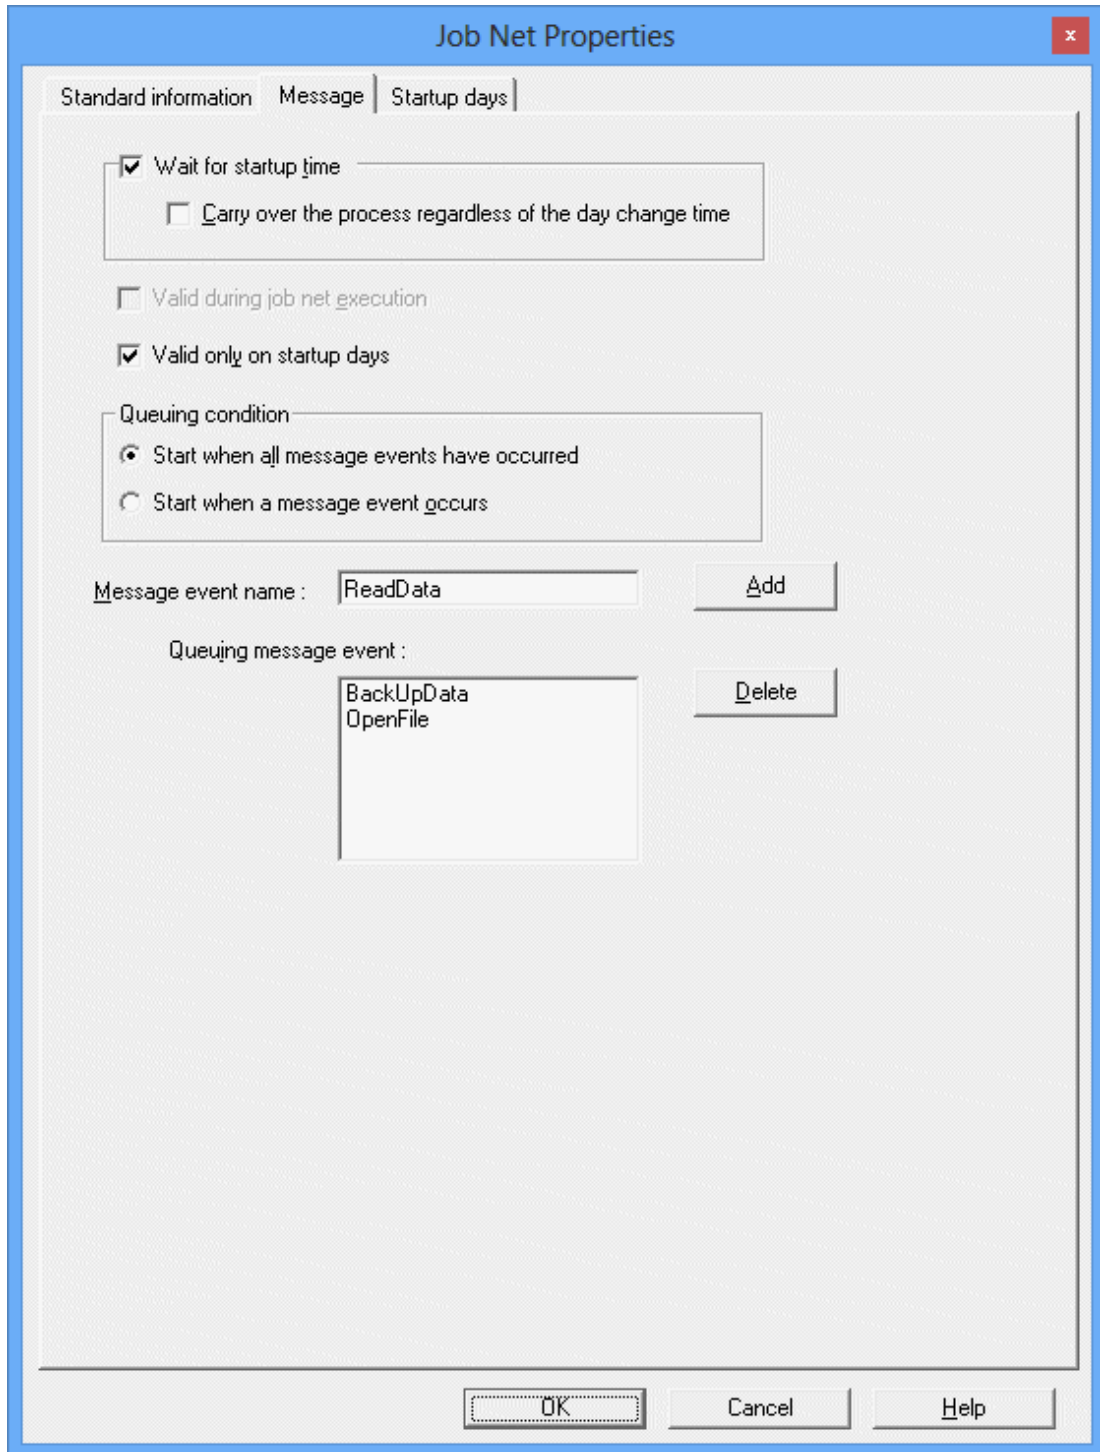 Job Net Properties
x
Standard information
Message
Startup days
Wait for startup time
Carry over the process regardless of the day change time
Valid during job net execution
Valid only on startup days
Queuing condition
Start when all message events have occurred
Start when a message event occurs
Message event name : ReadData Add
Queuing message event :
BackUpData
OpenFile
Delete
OK Cancel Help